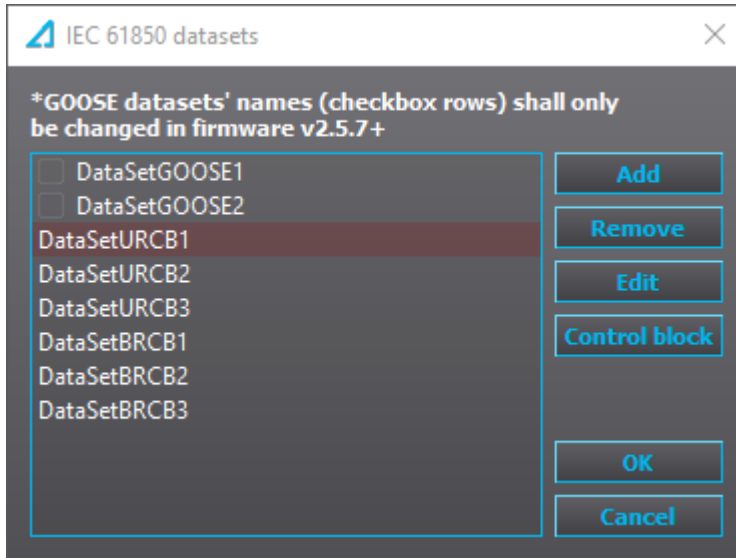 IEC 61850 datasets
*GOOSE datasets' names (checkbox rows) shall only
be changed in firmware v2.5.7+
DataSetGOOSE1
DataSetGOOSE2
DataSetURCB1
DataSetURCB2
DataSetURCB3
DataSetBRCB1
DataSetBRCB2
DataSetBRCB3
Add
Remove
Edit
Control block
OK
Cancel